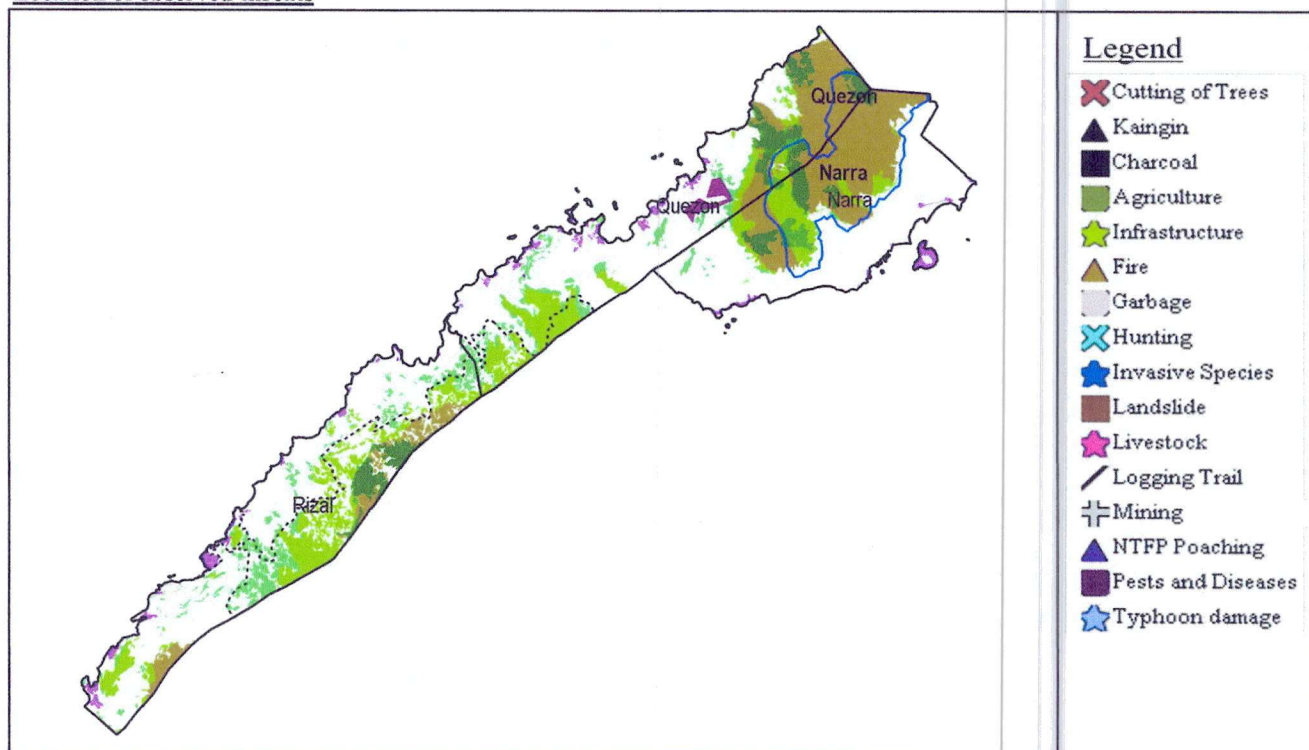 Quezon
Narra
Narra
Quezon
Rizal
Legend
Cutting of Trees
Kaingin
Charcoal
Agriculture
Infrastructure
Fire
Garbage
Hunting
Invasive Species
Landslide
Livestock
Logging Trail
Mining
NTFP Poaching
Pests and Diseases
Typhoon damage